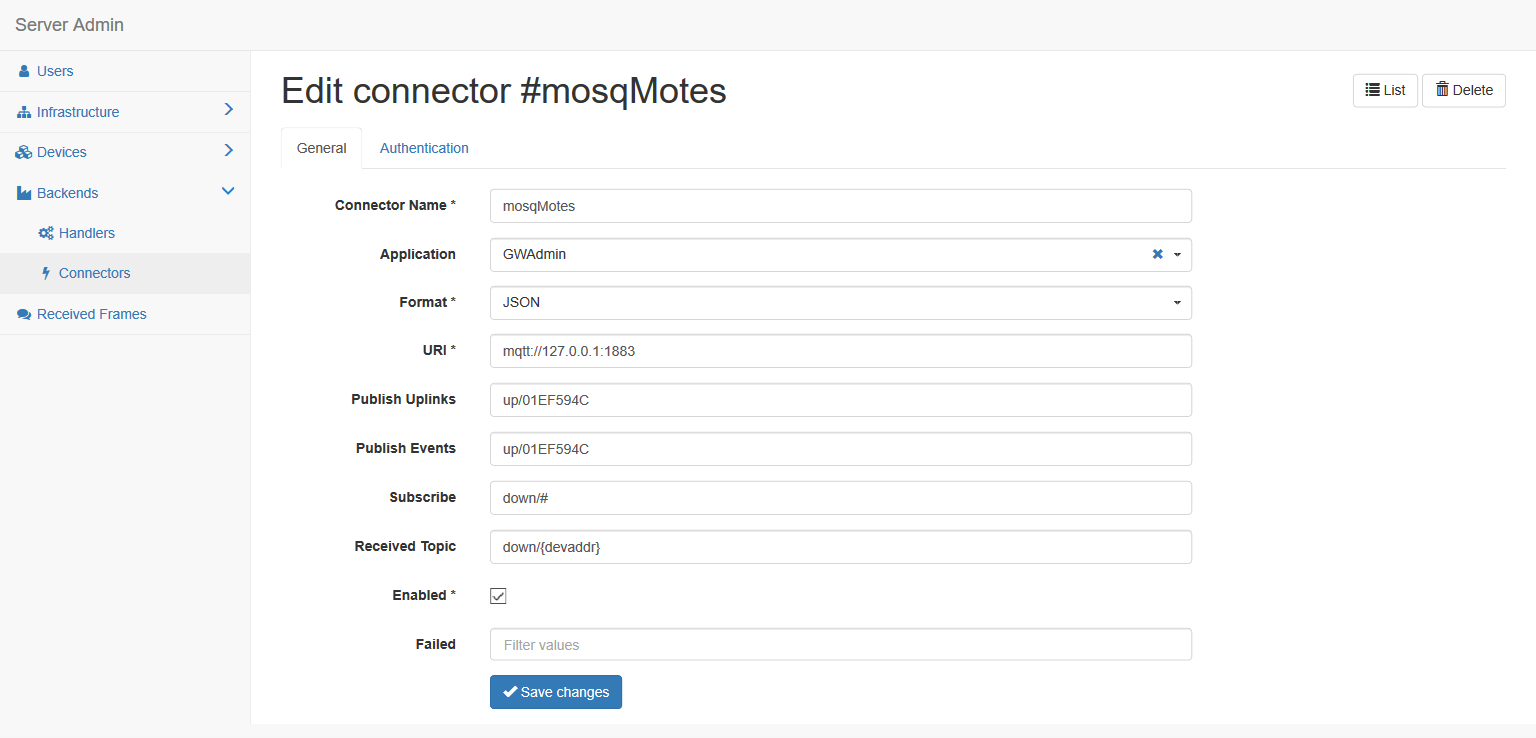 Server Admin
Users
Infrastructure
Devices
Backends
Handlers
Connectors
Received Frames
Edit connector #mosqMotes
List
Delete
General
Authentication
Connector Name *
mosqMotes
Application
GWAdmin
Format *
JSON
URI *
mqtt://127.0.0.1:1883
Publish Uplinks
up/01EF594C
Publish Events
up/01EF594C
Subscribe
down/#
Received Topic
down/{devaddr}
Enabled *
Failed
Filter values
Save changes